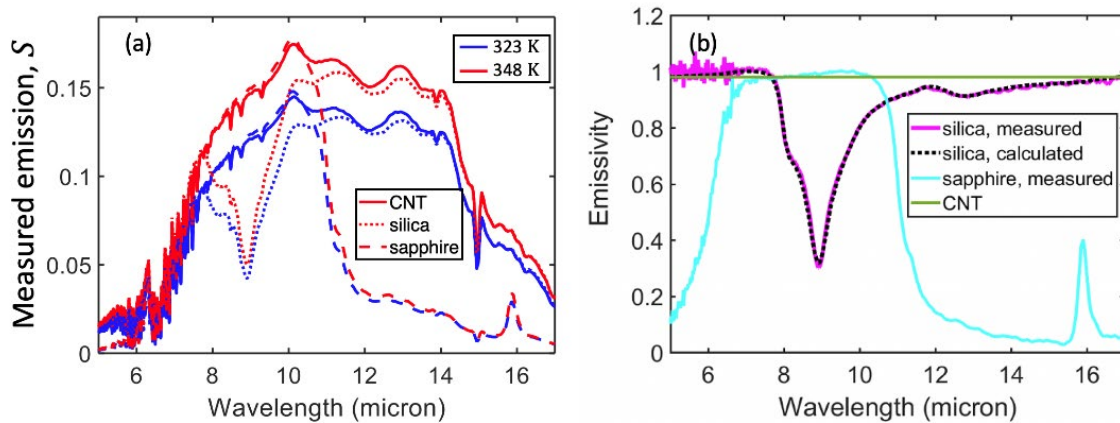 (a)
323 K
348 K
CNT
silica
sapphire
Measured emission, S
0
0.05
0.1
0.15
6 8 10 12 14 16
Wavelength (micron)
(b)
silica, measured
silica, calculated
sapphire, measured
CNT
Emissivity
0
0.2
0.4
0.6
0.8
1
1.2
6 8 10 12 14 16
Wavelength (micron)